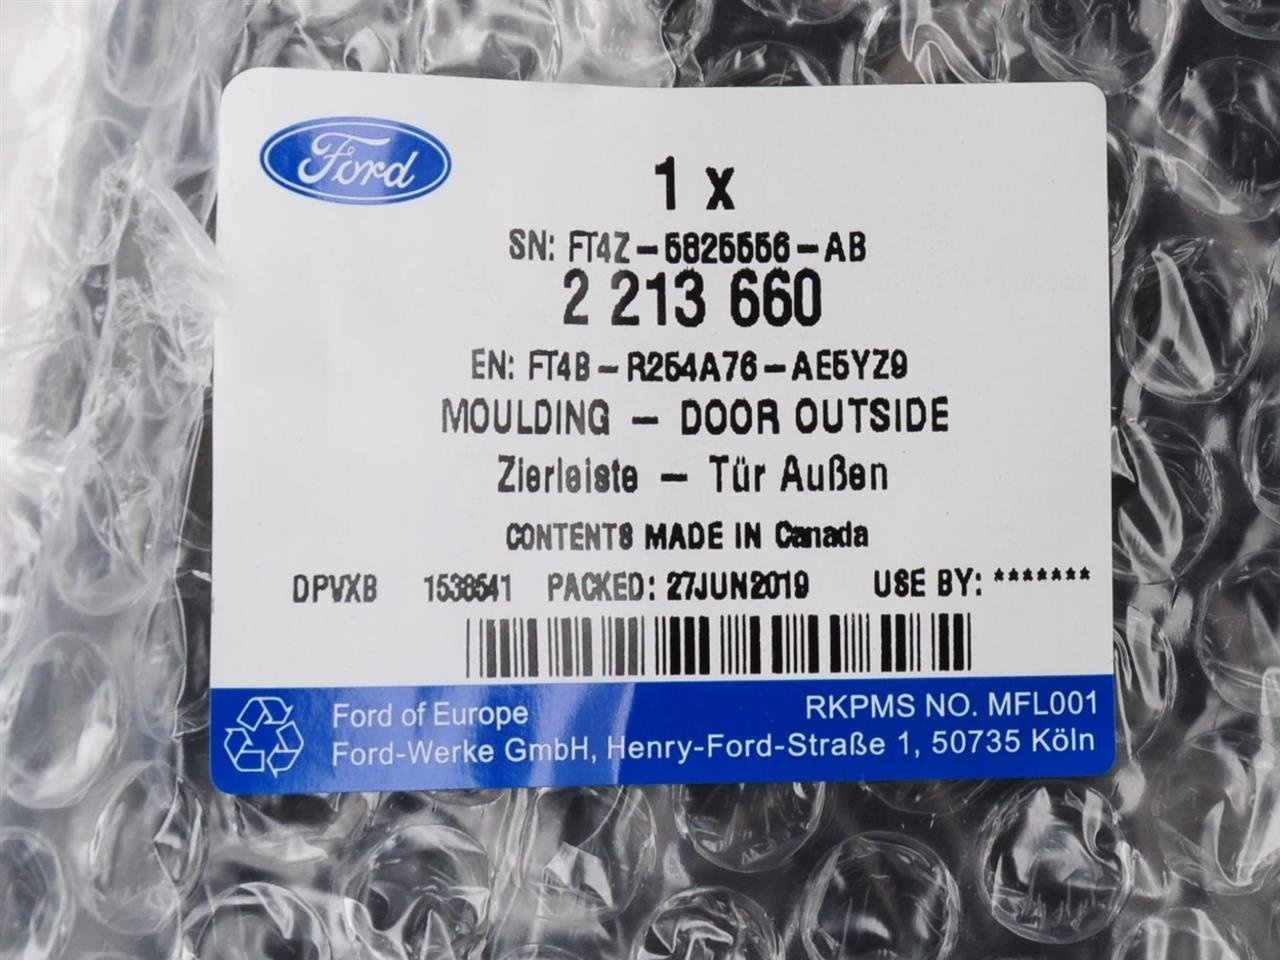 Ford
1 x
SN: FT4Z-5825556-AB
2 213 660
EN: FT4B-R254A76-AE5YZ9
MOULDING - DOOR OUTSIDE
Zierleiste - Tür Außen
CONTENTS MADE IN Canada
DPVXB 1538541 PACKED: 27JUN2019 USE BY: *******
Ford of Europe RKPMS NO. MFL001
Ford-Werke GmbH, Henry-Ford-Straße 1, 50735 Köln